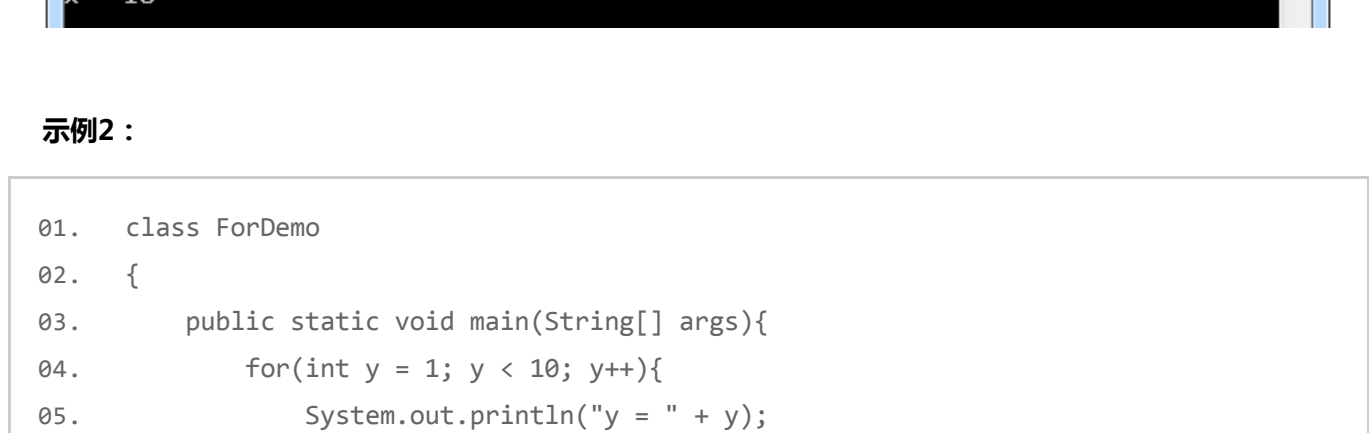 示例2：
01. class ForDemo
02. {
03. public static void main(String[] args){
04. for(int y = 1; y < 10; y++){
05. System.out.println("y = " + y);